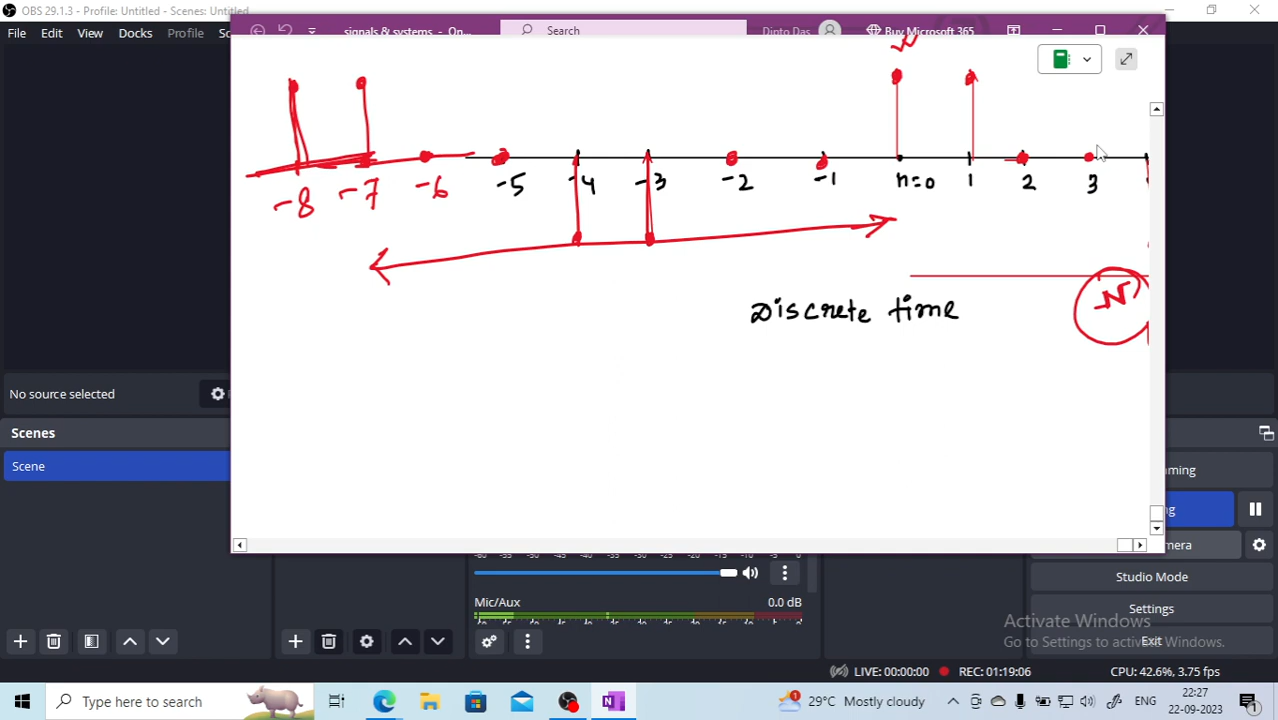 OBS 29.1.3 - Profile: Untitled - Scenes: Untitled
signals & systems - On... Search Dinto Das Buy Microsoft 365
File Edit View Docks Profile
-8 -7 -6 -5 -4 -3 -2 -1 n=0 1 2 3
N
Discrete time
No source selected
Scenes
Scene
Studio Mode
Settings
Exit
Mic/Aux 0.0 dB
Activate Windows
Go to Settings to activate Windows.
LIVE: 00:00:00 REC: 01:19:06 CPU: 42.6%, 3.75 fps
Type here to search 29°C Mostly cloudy ENG 22:27
22-09-2023